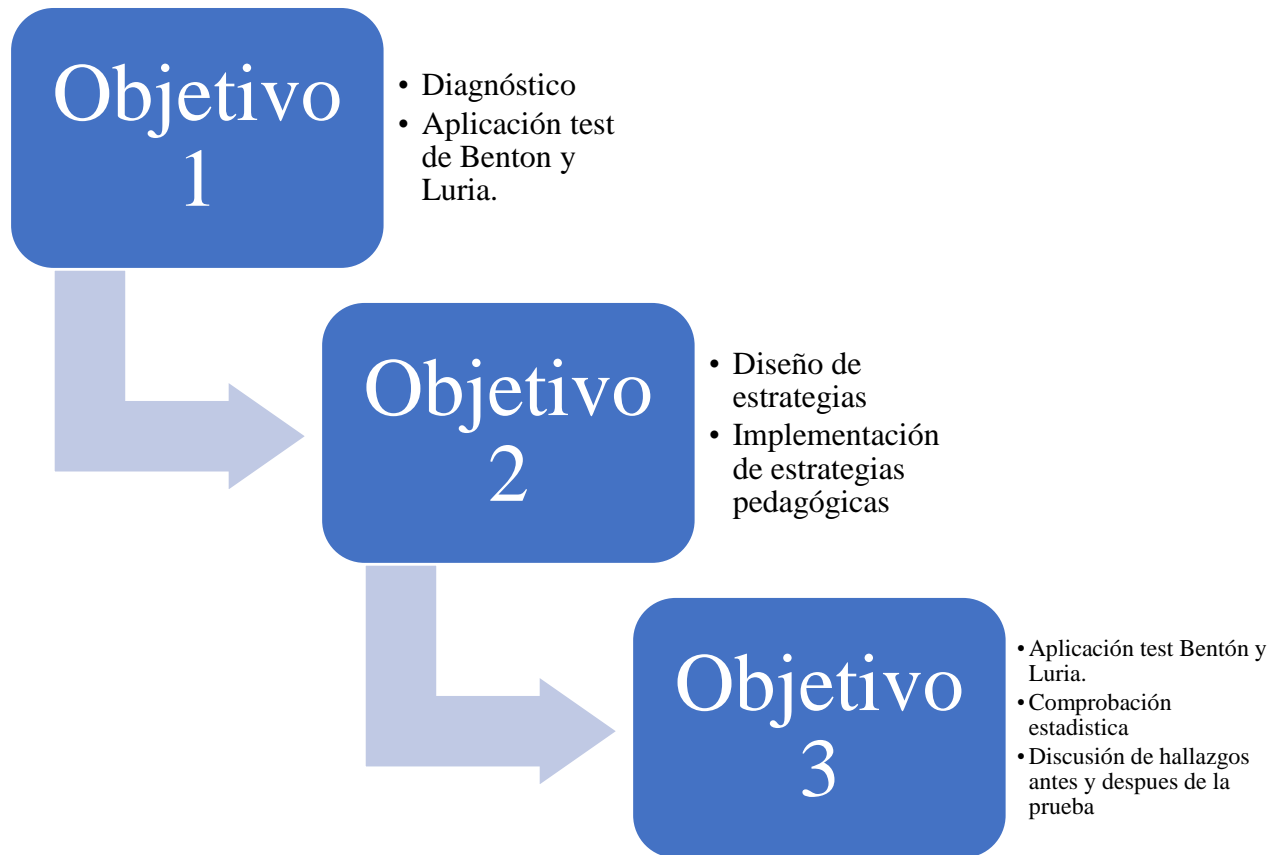 Objetivo
1
• Diagnóstico
• Aplicación test
de Benton y
Luria.
Objetivo
2
• Diseño de
estrategias
• Implementación
de estrategias
pedagógicas
Objetivo
3
• Aplicación test Bentón y
Luria.
• Comprobación
estadistica
• Discusión de hallazgos
antes y despues de la
prueba